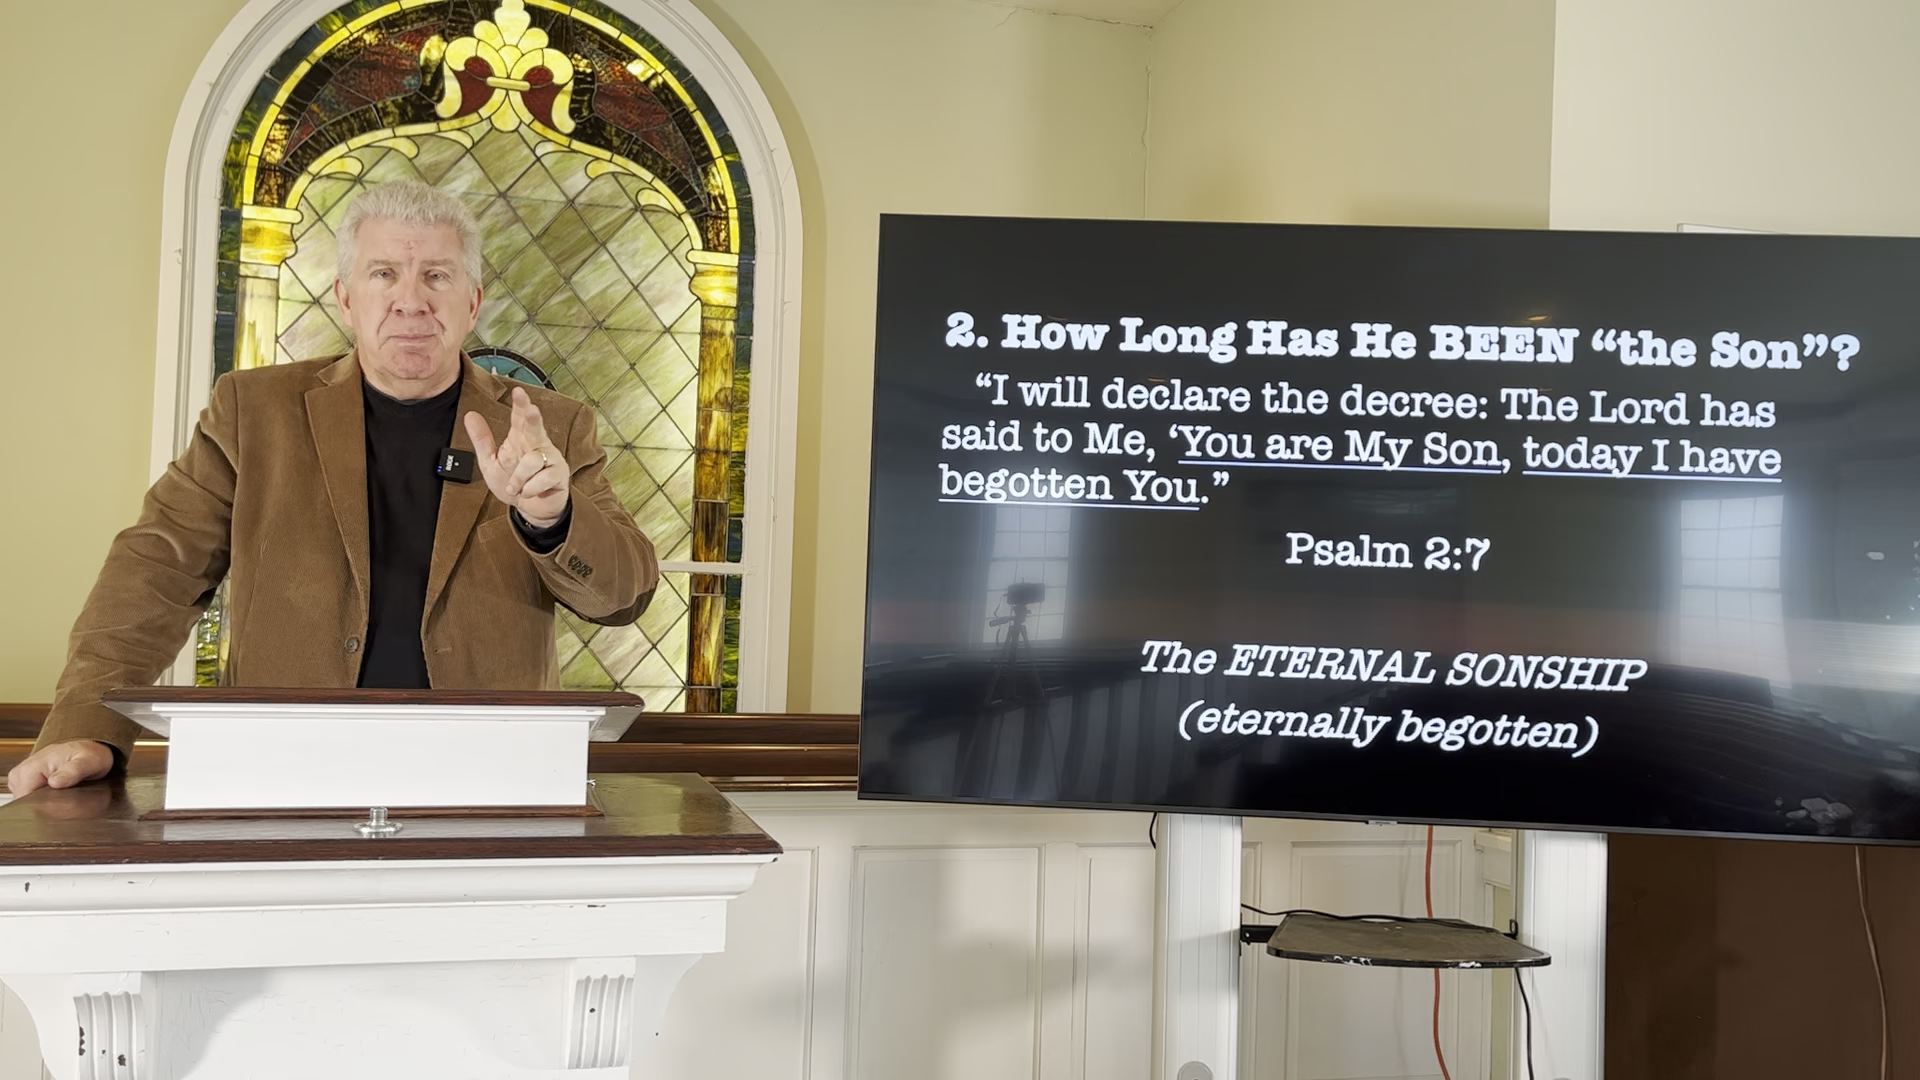 2. How Long Has He BEEN “the Son”?
“I will declare the decree: The Lord has
said to Me, ‘You are My Son, today I have
begotten You.”
Psalm 2:7
The ETERNAL SONSHIP
(eternally begotten)
RODE